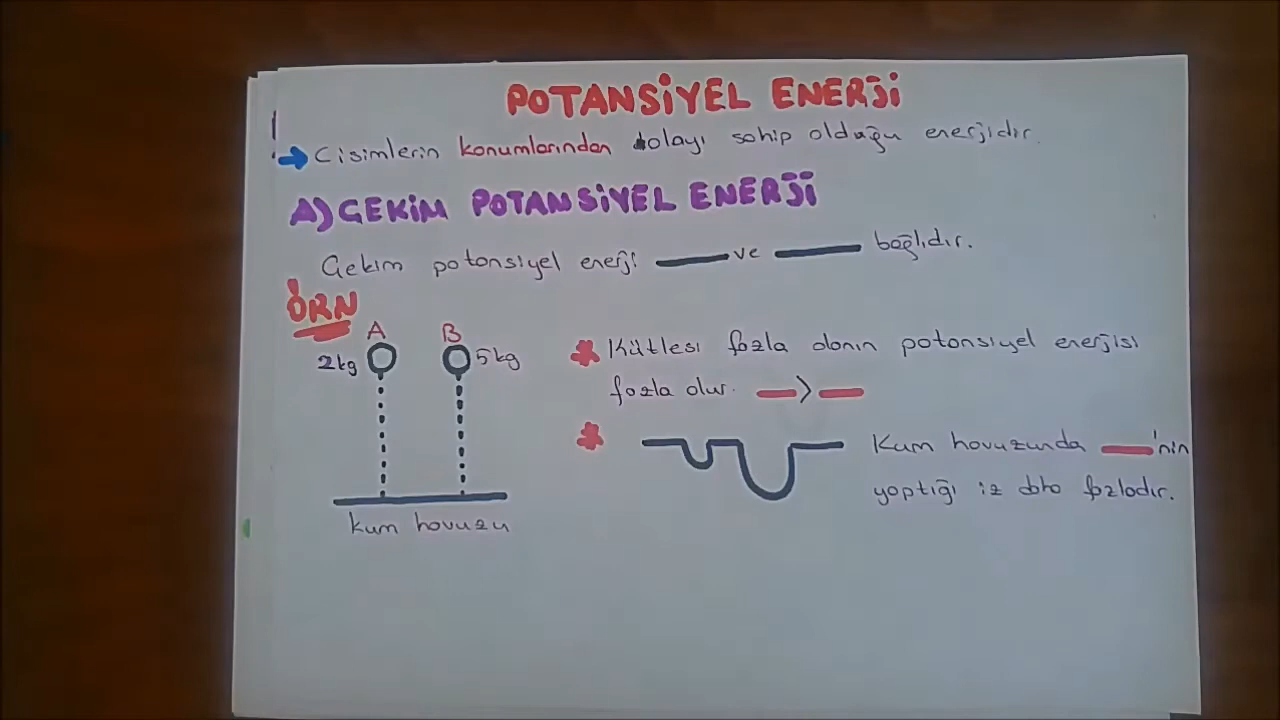 POTANSİYEL ENERJİ
Cisimlerin konumlarından dolayı sahip olduğu enerjidir.
A) ÇEKİM POTANSİYEL ENERJİ
Çekim potansiyel enerji ve bağlıdır.
ÖRN
A B
2kg 5kg
Kütlesi fazla olanın potansiyel enerjisi
fazla olur. >
Kum havuzunda 'nin
yaptığı iz daha fazladır.
kum havuzu